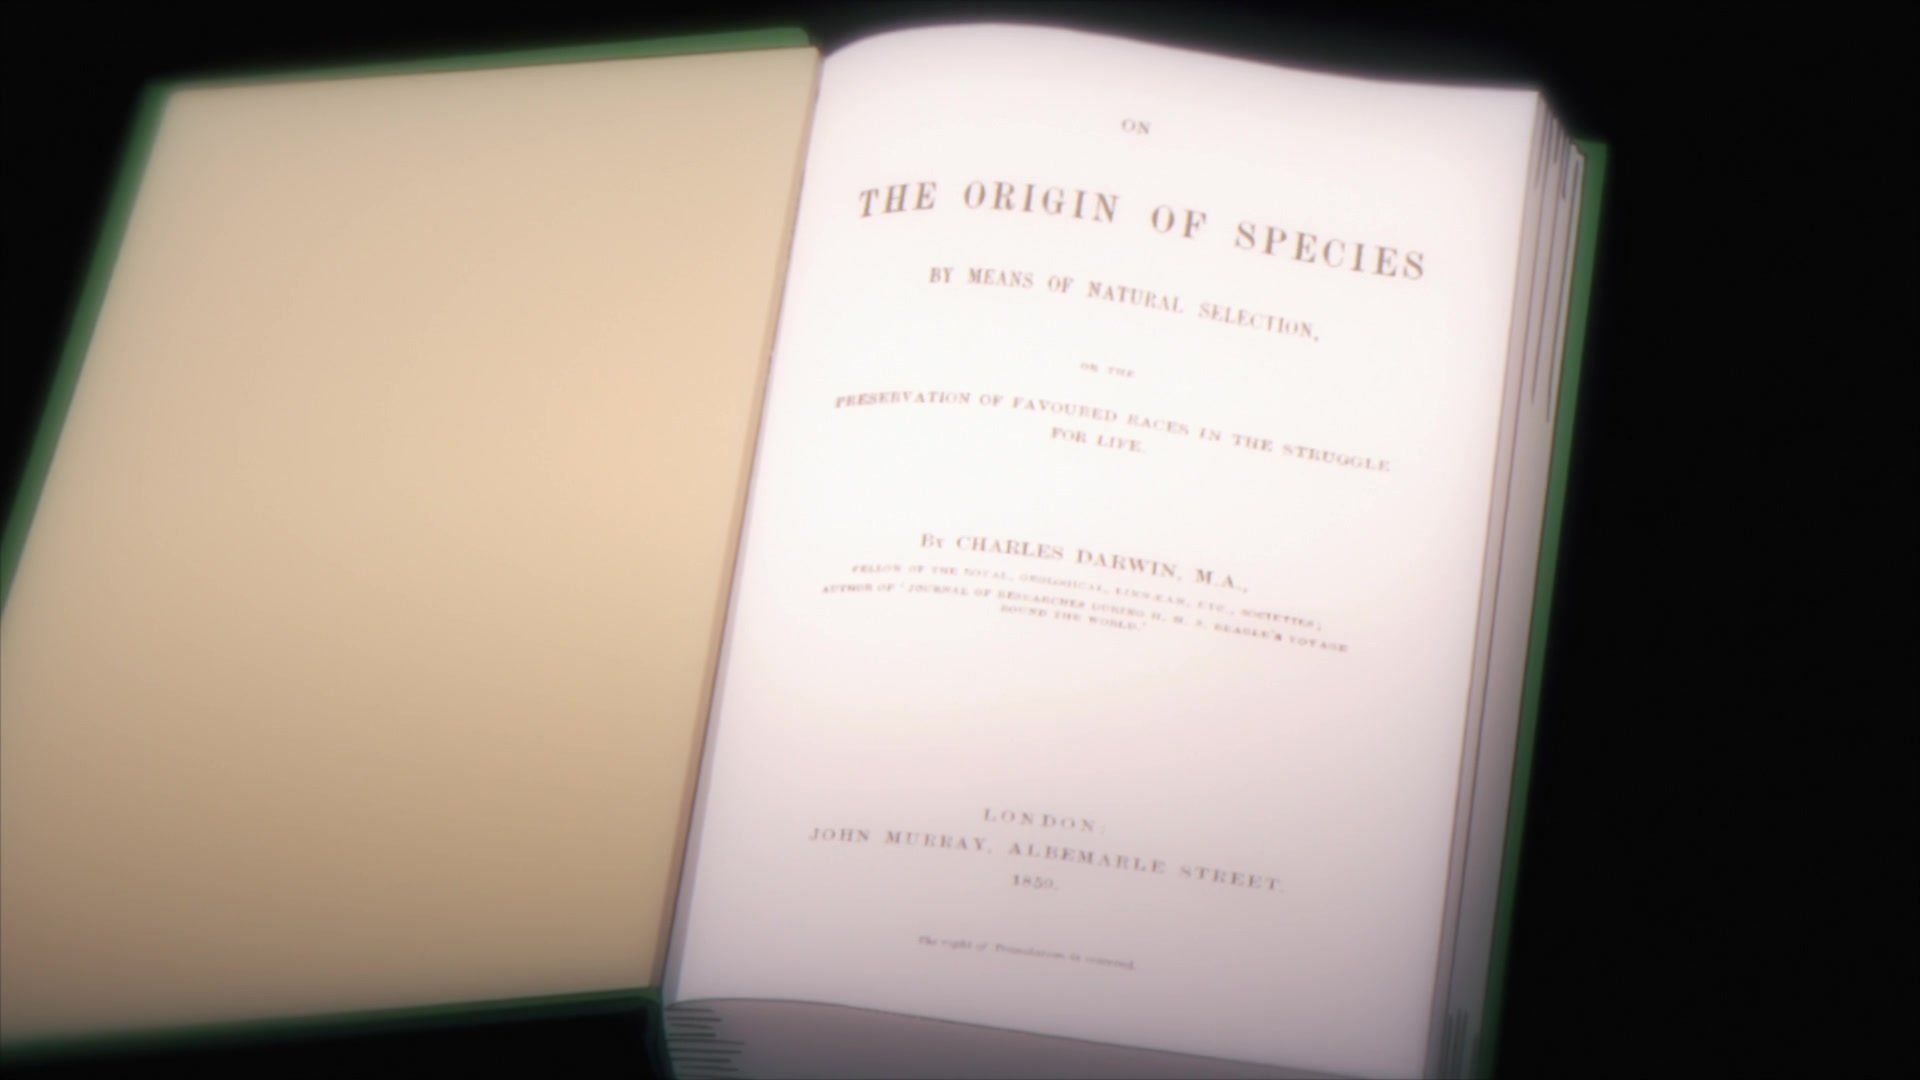 ON
THE ORIGIN OF SPECIES
BY MEANS OF NATURAL SELECTION,
OR THE
PRESERVATION OF FAVOURED RACES IN THE STRUGGLE
FOR LIFE.
By CHARLES DARWIN, M.A.,
FELLOW OF THE ROYAL, GEOLOGICAL, LINNÆAN, ETC., SOCIETIES;
AUTHOR OF 'JOURNAL OF RESEARCHES DURING H. M. S. BEAGLE'S VOYAGE
ROUND THE WORLD.'
LONDON:
JOHN MURRAY, ALBEMARLE STREET.
1859.
The right of Translation is reserved.